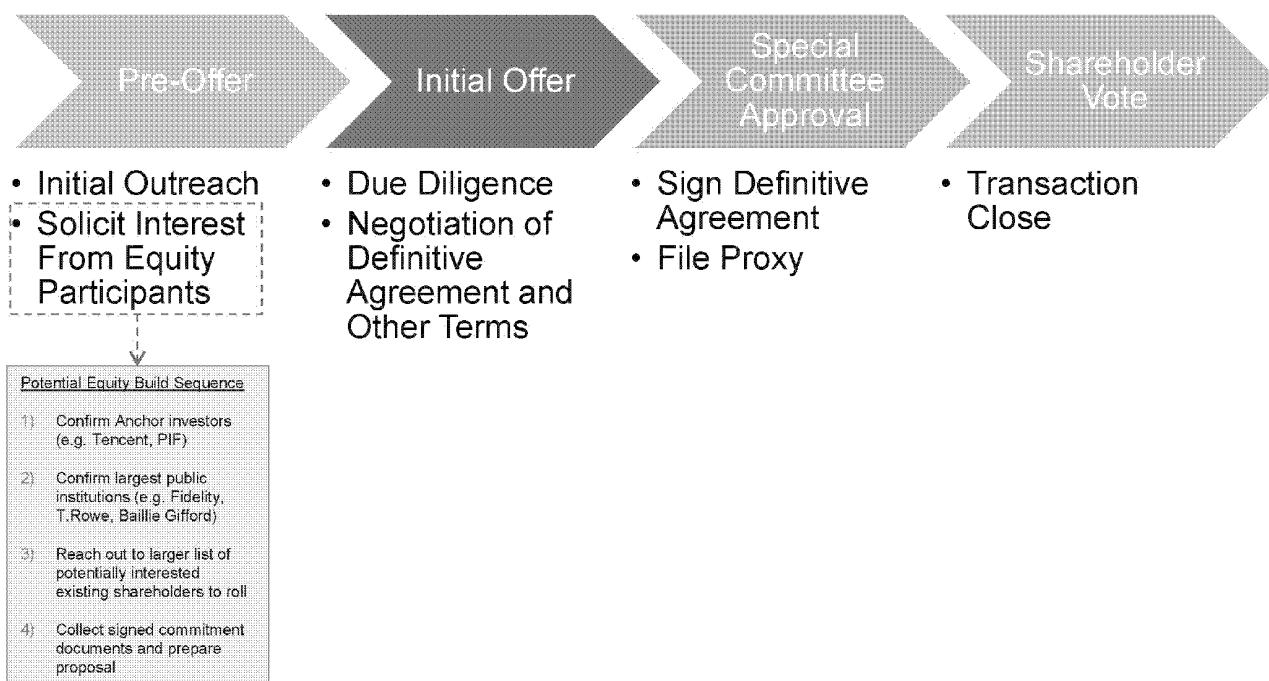 Pre-Offer
Initial Offer
Special
Committee
Approval
Shareholder
Vote
• Initial Outreach
• Solicit Interest
From Equity
Participants
• Due Diligence
• Negotiation of
Definitive
Agreement and
Other Terms
• Sign Definitive
Agreement
• File Proxy
• Transaction
Close
Potential Equity Build Sequence
1) Confirm Anchor investors
(e.g. Tencent, PIF)
2) Confirm largest public
institutions (e.g. Fidelity,
T.Rowe, Baillie Gifford)
3) Reach out to larger list of
potentially interested
existing shareholders to roll
4) Collect signed commitment
documents and prepare
proposal